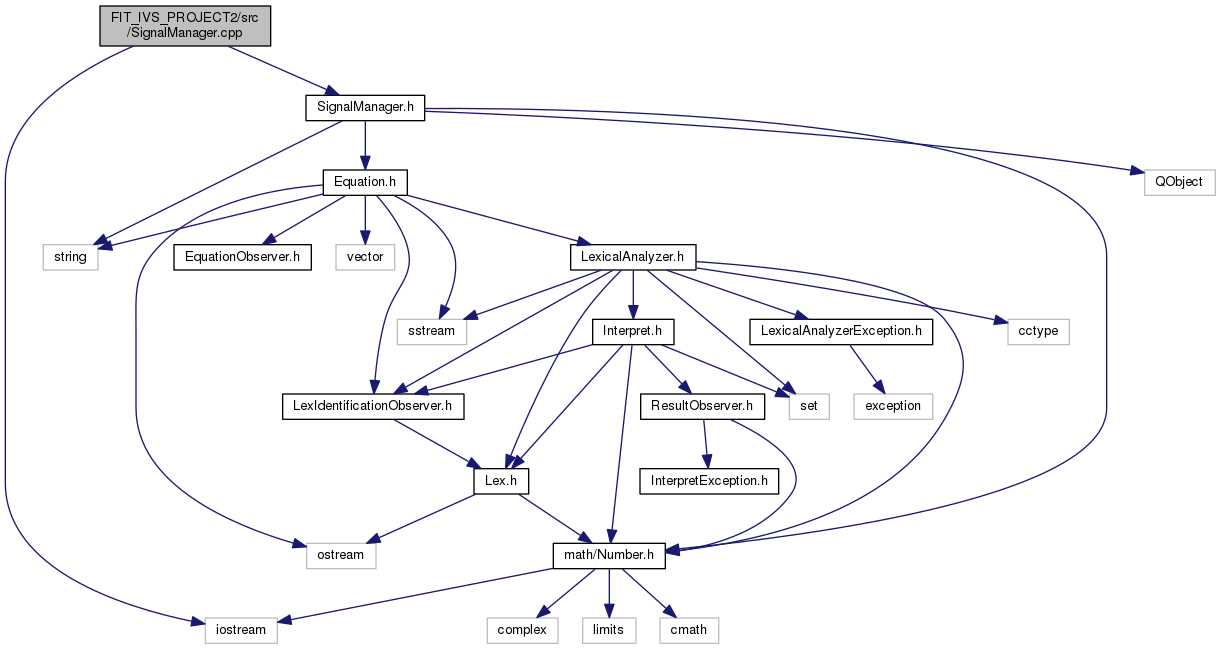 FIT_IVS_PROJECT2/src
/SignalManager.cpp
SignalManager.h
Equation.h
QObject
string
EquationObserver.h
vector
LexicalAnalyzer.h
sstream
Interpret.h
LexicalAnalyzerException.h
cctype
LexIdentificationObserver.h
ResultObserver.h
set
exception
Lex.h
InterpretException.h
ostream
math/Number.h
iostream
complex
limits
cmath